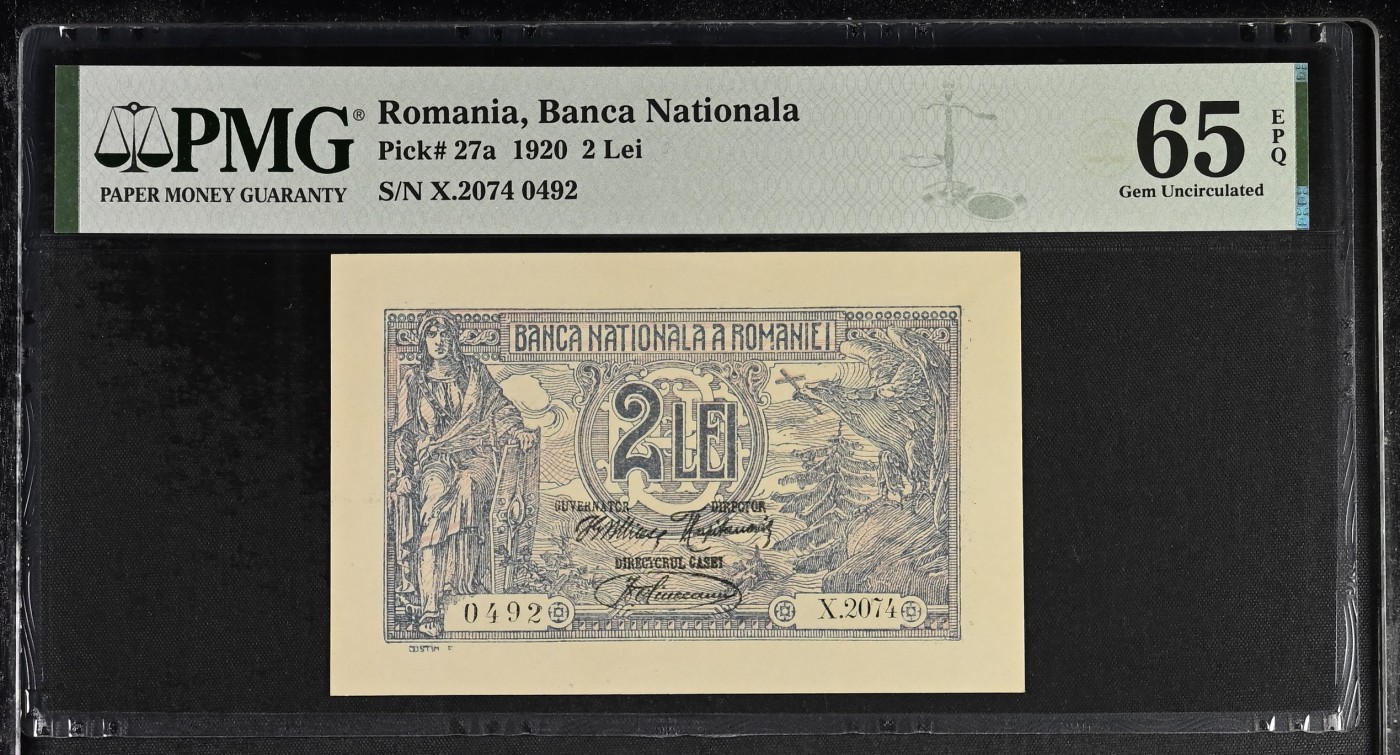 PMG®
PAPER MONEY GUARANTY
Romania, Banca Nationala
Pick# 27a 1920 2 Lei
S/N X.2074 0492
65
EPQ
Gem Uncirculated
BANCA NATIONALA A ROMANIEI
2 LEI
GUVERNATOR DIRECTOR
DIRECYCRUL CASEI
0492
X.2074